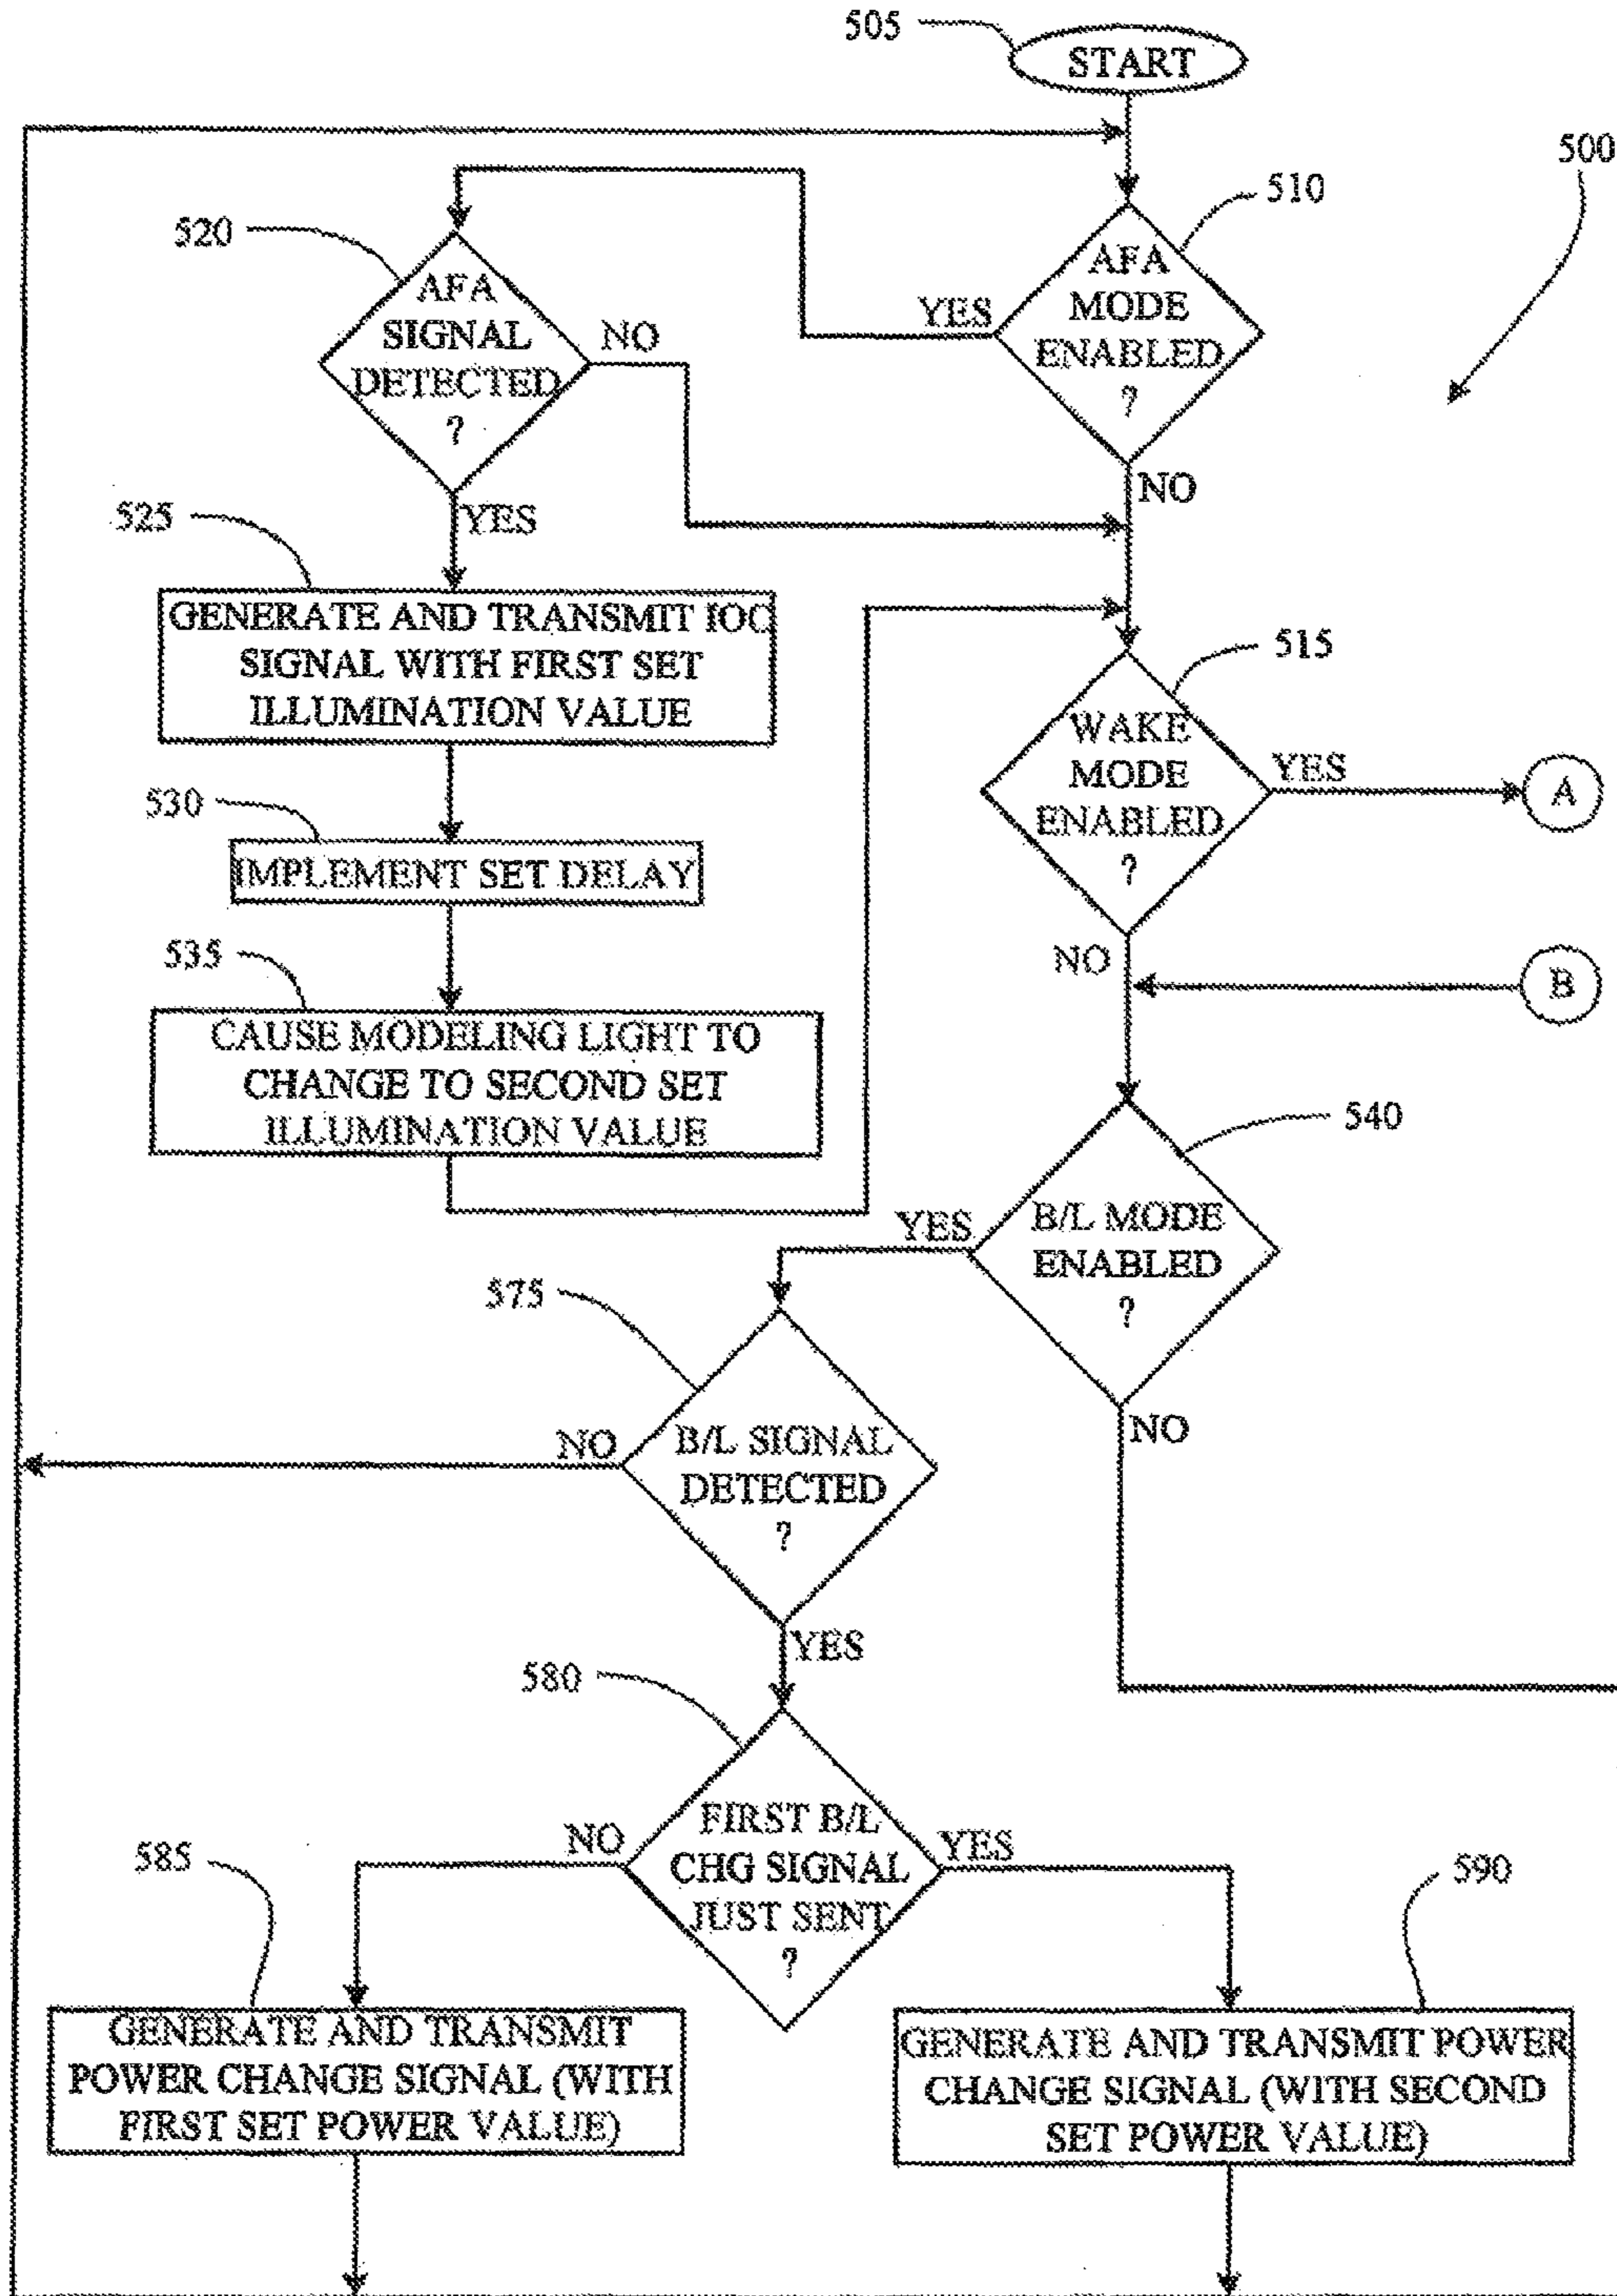 505
START
500
510
520
AFA
MODE
ENABLED
?
YES
NO
AFA
SIGNAL
DETECTED
?
NO
YES
525
GENERATE AND TRANSMIT IOC
SIGNAL WITH FIRST SET
ILLUMINATION VALUE
515
WAKE
MODE
ENABLED
?
YES
A
NO
B
530
IMPLEMENT SET DELAY
535
CAUSE MODELING LIGHT TO
CHANGE TO SECOND SET
ILLUMINATION VALUE
540
B/L MODE
ENABLED
?
YES
NO
575
B/L SIGNAL
DETECTED
?
NO
YES
580
FIRST B/L
CHG SIGNAL
JUST SENT
?
NO
YES
585
GENERATE AND TRANSMIT
POWER CHANGE SIGNAL (WITH
FIRST SET POWER VALUE)
590
GENERATE AND TRANSMIT POWER
CHANGE SIGNAL (WITH SECOND
SET POWER VALUE)